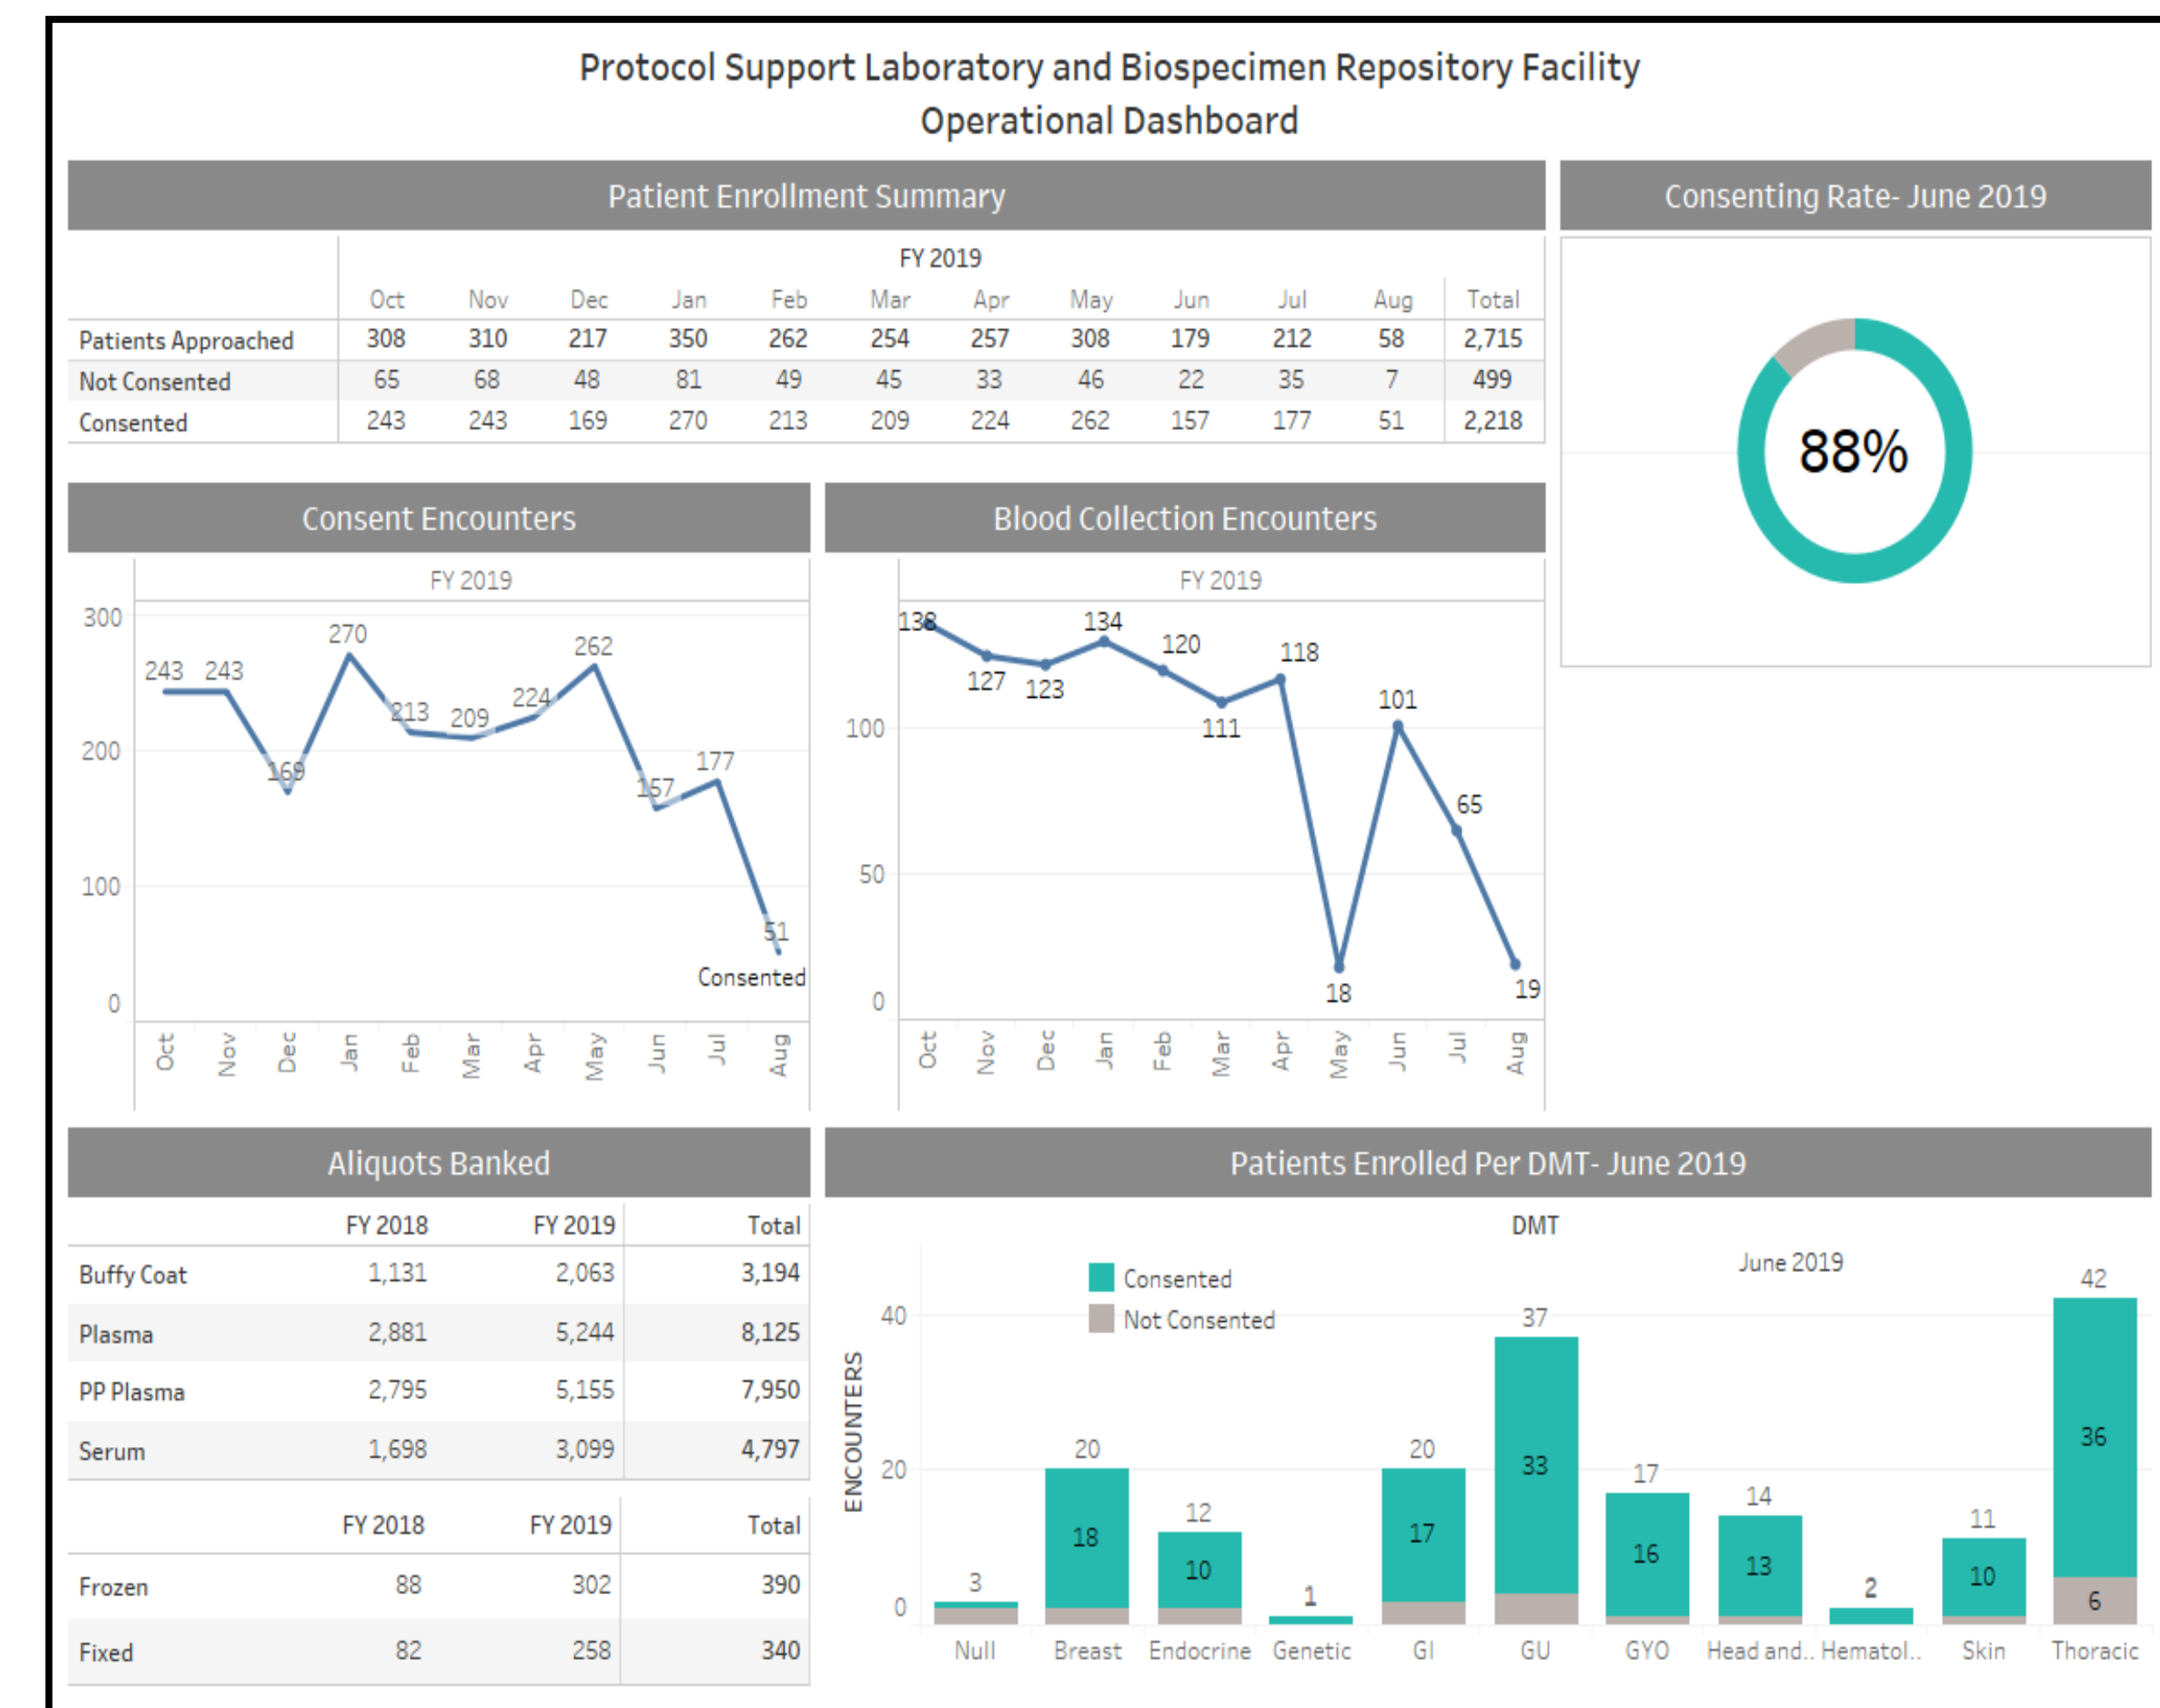 Protocol Support Laboratory and Biospecimen Repository Facility
Operational Dashboard
Patient Enrollment Summary
FY 2019
Oct Nov Dec Jan Feb Mar Apr May Jun Jul Aug Total
Patients Approached 308 310 217 350 262 254 257 308 179 212 58 2,715
Not Consented 65 68 48 81 49 45 33 46 22 35 7 499
Consented 243 243 169 270 213 209 224 262 157 177 51 2,218
Consenting Rate- June 2019
88%
Consent Encounters
FY 2019
300
200
100
0
243 243 169 270 213 209 224 262 157 177 51
Consented
Oct Nov Dec Jan Feb Mar Apr May Jun Jul Aug
Blood Collection Encounters
FY 2019
100
50
0
138 127 123 134 120 111 118 18 101 65 19
Oct Nov Dec Jan Feb Mar Apr May Jun Jul Aug
Aliquots Banked
FY 2018 FY 2019 Total
Buffy Coat 1,131 2,063 3,194
Plasma 2,881 5,244 8,125
PP Plasma 2,795 5,155 7,950
Serum 1,698 3,099 4,797
FY 2018 FY 2019 Total
Frozen 88 302 390
Fixed 82 258 340
Patients Enrolled Per DMT- June 2019
DMT
June 2019
Consented
Not Consented
ENCOUNTERS
40
20
0
3 20 12 1 20 37 17 14 2 11 42
18 10 17 33 16 13 10 36
6
Null Breast Endocrine Genetic GI GU GYO Head and.. Hematol.. Skin Thoracic